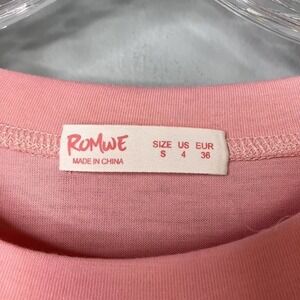 ROMWE
MADE IN CHINA
SIZE US EUR
S 4 36